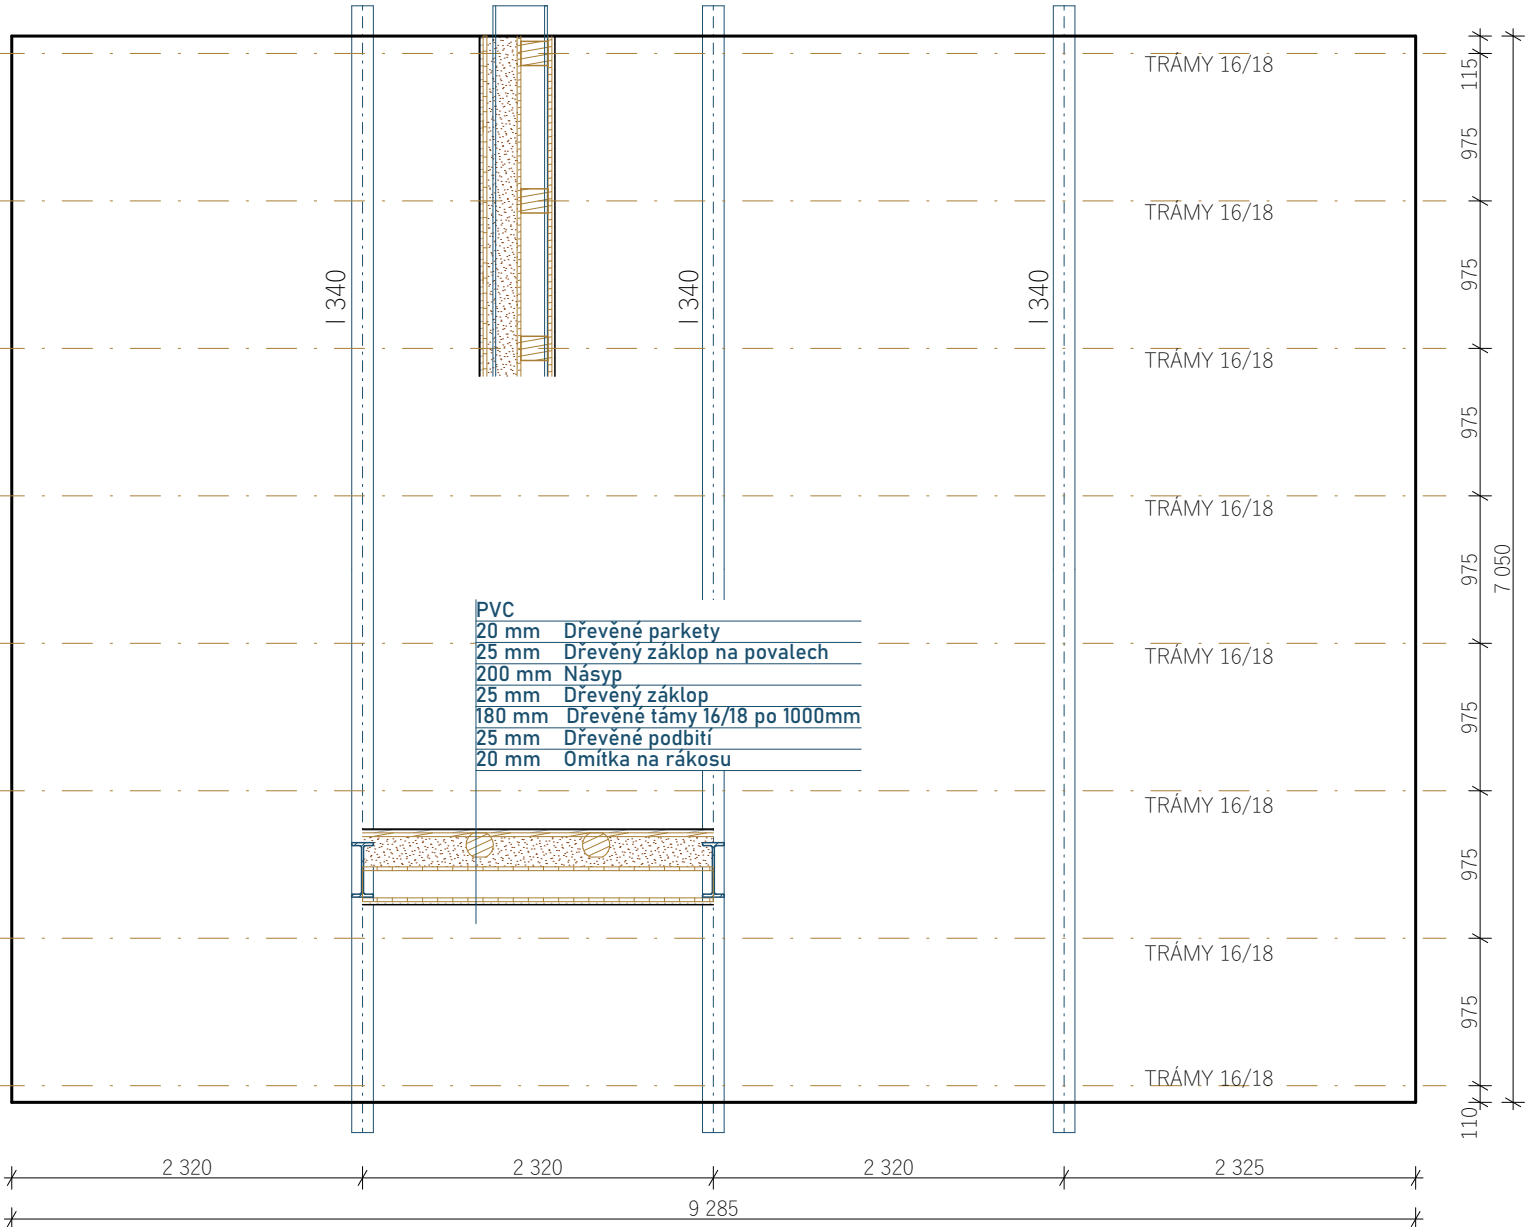 TRÁMY 16/18
115
975
TRÁMY 16/18
975
I 340
I 340
I 340
TRÁMY 16/18
975
TRÁMY 16/18
975
7 050
PVC
20 mm Dřevěné parkety
25 mm Dřevěný záklop na povalech
200 mm Násyp
25 mm Dřevěný záklop
180 mm Dřevěné támy 16/18 po 1000mm
25 mm Dřevěné podbití
20 mm Omítka na rákosu
TRÁMY 16/18
975
TRÁMY 16/18
975
TRÁMY 16/18
975
TRÁMY 16/18
110
2 320
2 320
2 320
2 325
9 285